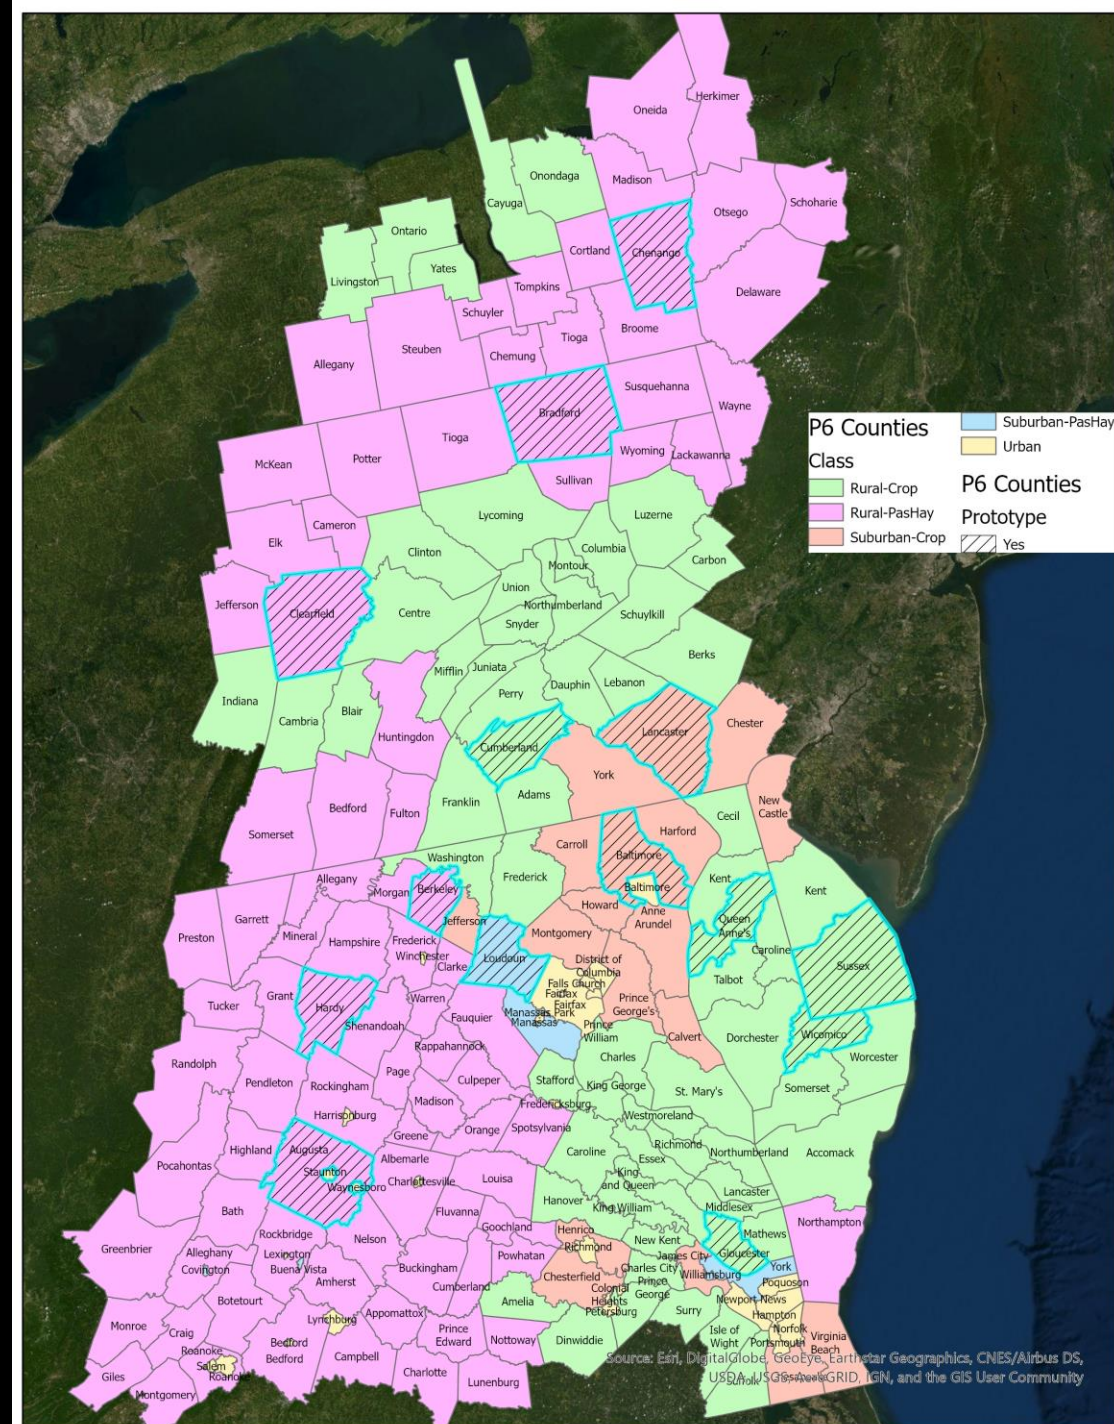 Oneida
Herkimer
Onondaga
Madison
Cayuga
Otsego
Schoharie
Ontario
Cortland
Chenango
Yates
Livingston
Tompkins
Delaware
Schuyler
Broome
Tioga
Steuben
Chemung
Allegany
Susquehanna
Wayne
Bradford
Tioga
Wyoming
Lackawanna
Potter
McKean
Sullivan
P6 Counties
Class
Rural-Crop
Rural-PasHay
Suburban-Crop
Suburban-PasHay
Urban
P6 Counties
Prototype
Yes
Lycoming
Luzerne
Cameron
Elk
Clinton
Columbia
Carbon
Montour
Union
Jefferson
Clearfield
Centre
Northumberland
Schuylkill
Snyder
Berks
Mifflin
Juniata
Lebanon
Dauphin
Perry
Indiana
Blair
Cambria
Chester
Lancaster
Huntingdon
Cumberland
York
Adams
Franklin
New
Castle
Bedford
Fulton
Cecil
Somerset
Harford
Carroll
Washington
Baltimore
Frederick
Allegany
Morgan
Berkeley
Baltimore
Kent
Kent
Howard
Anne
Arundel
Garrett
Jefferson
Queen
Anne's
Preston
Mineral
Hampshire
Frederick
Montgomery
Caroline
Winchester
Loudoun
District of
Columbia
Clarke
Sussex
Talbot
Falls Church
Fairfax
Fairfax
Grant
Hardy
Warren
Prince
George's
Tucker
Manassas Park
Manassas
Fauquier
Shenandoah
Prince
William
Calvert
Dorchester
Wicomico
Rappahannock
Charles
Worcester
Randolph
Page
Culpeper
Stafford
King George
St. Mary's
Somerset
Pendleton
Rockingham
Madison
Fredericksburg
Westmoreland
Harrisonburg
Orange
Spotsylvania
Greene
Richmond
Highland
Augusta
Caroline
Essex
Northumberland
Accomack
Albemarle
Pocahontas
Staunton
King
and Queen
Louisa
Charlottesville
Waynesboro
Lancaster
Hanover
King William
Middlesex
Bath
Fluvanna
Northampton
Goochland
Henrico
Mathews
Rockbridge
Nelson
New Kent
Greenbrier
Richmond
Gloucester
Alleghany
Lexington
Powhatan
James City
Covington
Buena Vista
Buckingham
Charles City
Williamsburg
York
Chesterfield
Amherst
Cumberland
Colonial
Heights
Prince
George
Poquoson
Botetourt
Amelia
Newport News
Appomattox
Petersburg
Surry
Hampton
Lynchburg
Monroe
Craig
Prince
Edward
Nottoway
Dinwiddie
Isle of
Wight
Norfolk
Virginia
Beach
Roanoke
Bedford
Bedford
Campbell
Portsmouth
Salem
Roanoke
Giles
Charlotte
Lunenburg
Suffolk
Montgomery
Source: Esri, DigitalGlobe, GeoEye, Earthstar Geographics, CNES/Airbus DS,
USDA, USGS, AeroGRID, IGN, and the GIS User Community